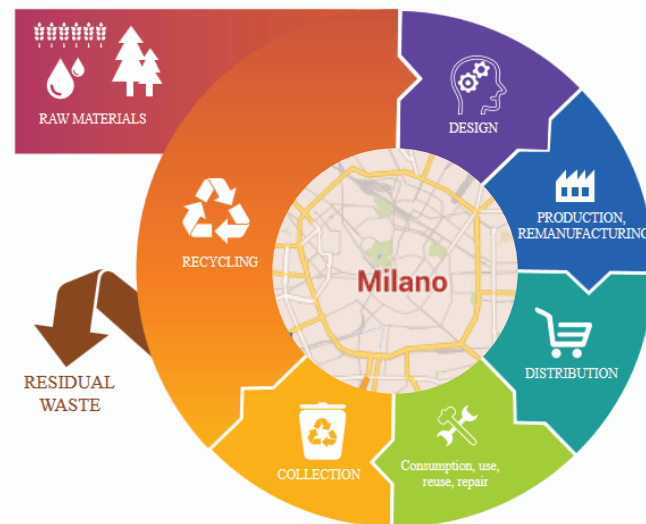 RAW MATERIALS
DESIGN
PRODUCTION,
REMANUFACTURING
RECYCLING
Milano
DISTRIBUTION
RESIDUAL
WASTE
COLLECTION
Consumption, use,
reuse, repair